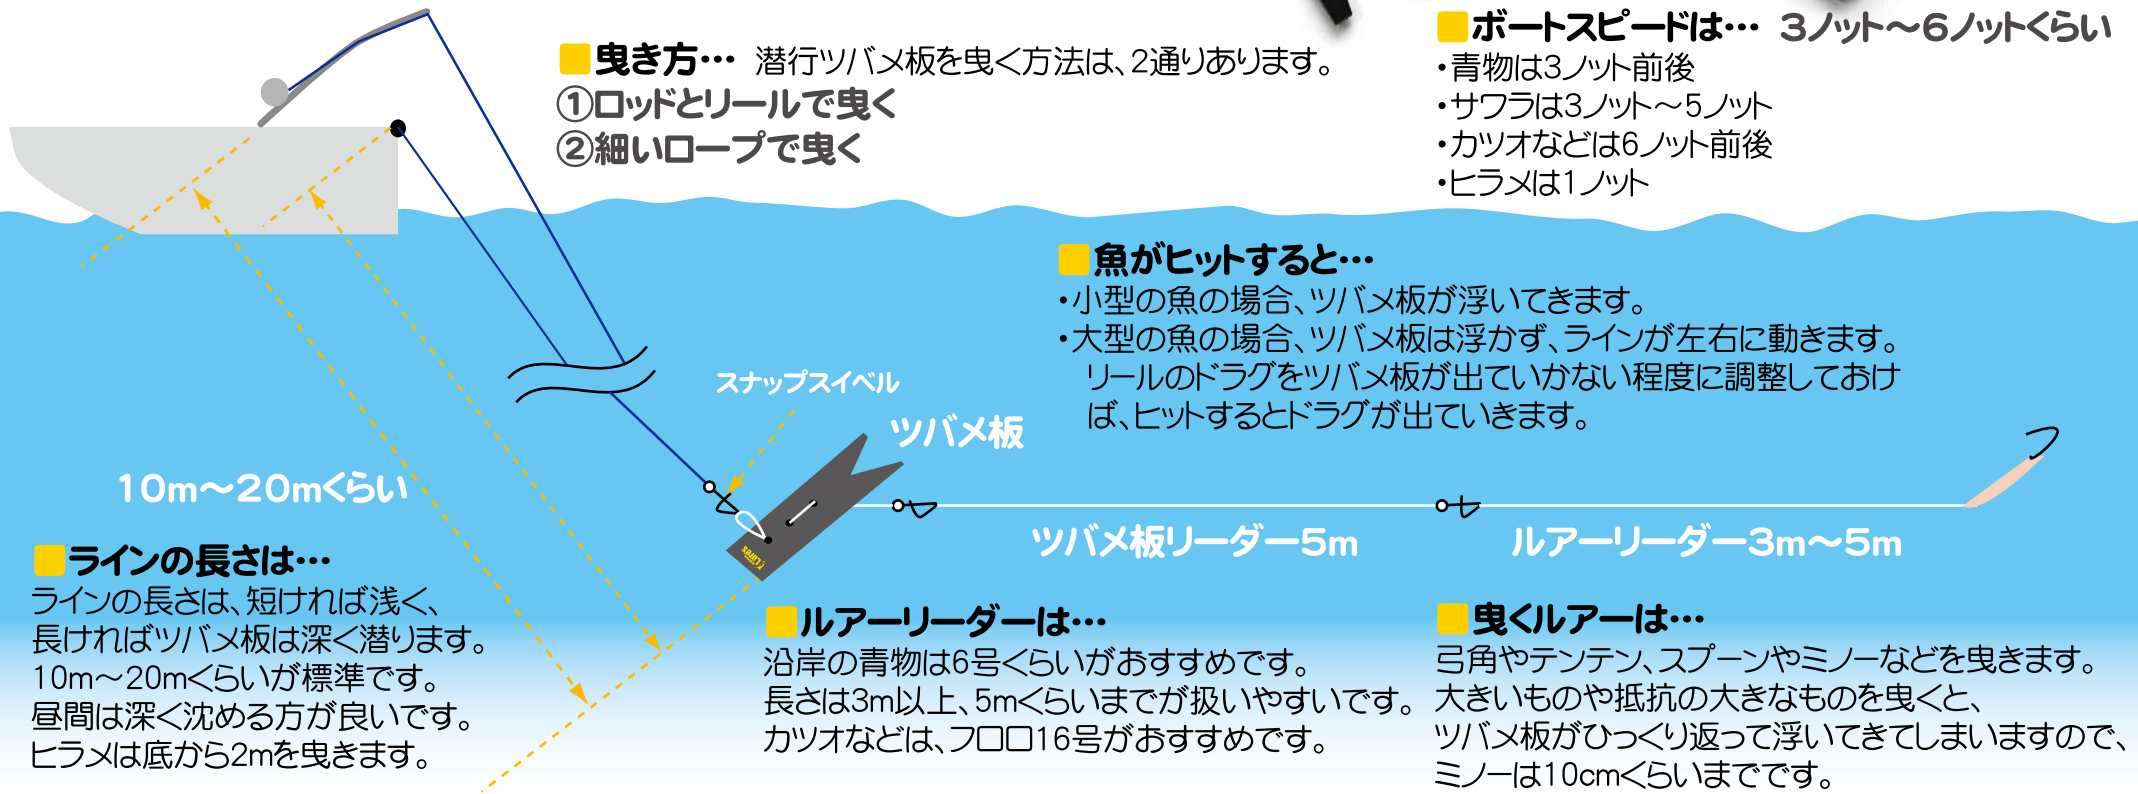 ■曳き方… 潜行ツバメ板を曳く方法は、2通りあります。
①ロッドとリールで曳く
②細いロープで曳く
■ボートスピードは… 3ノット〜6ノットくらい
・青物は3ノット前後
・サワラは3ノット〜5ノット
・カツオなどは6ノット前後
・ヒラメは1ノット
■魚がヒットすると…
・小型の魚の場合、ツバメ板が浮いてきます。
・大型の魚の場合、ツバメ板は浮かず、ラインが左右に動きます。
リールのドラグをツバメ板が出ていかない程度に調整しておけ
ば、ヒットするとドラグが出ていきます。
スナップスイベル
ツバメ板
10m〜20mくらい
ツバメ板リーダー5m
ルアーリーダー3m〜5m
■ラインの長さは…
ラインの長さは、短ければ浅く、
長ければツバメ板は深く潜ります。
10m〜20mくらいが標準です。
昼間は深く沈める方が良いです。
ヒラメは底から2mを曳きます。
■ルアーリーダーは…
沿岸の青物は6号くらいがおすすめです。
長さは3m以上、5mくらいまでが扱いやすいです。
カツオなどは、フロロ16号がおすすめです。
■曳くルアーは…
弓角やテンテン、スプーンやミノーなどを曳きます。
大きいものや抵抗の大きなものを曳くと、
ツバメ板がひっくり返って浮いてきてしまいますので、
ミノーは10cmくらいまでです。